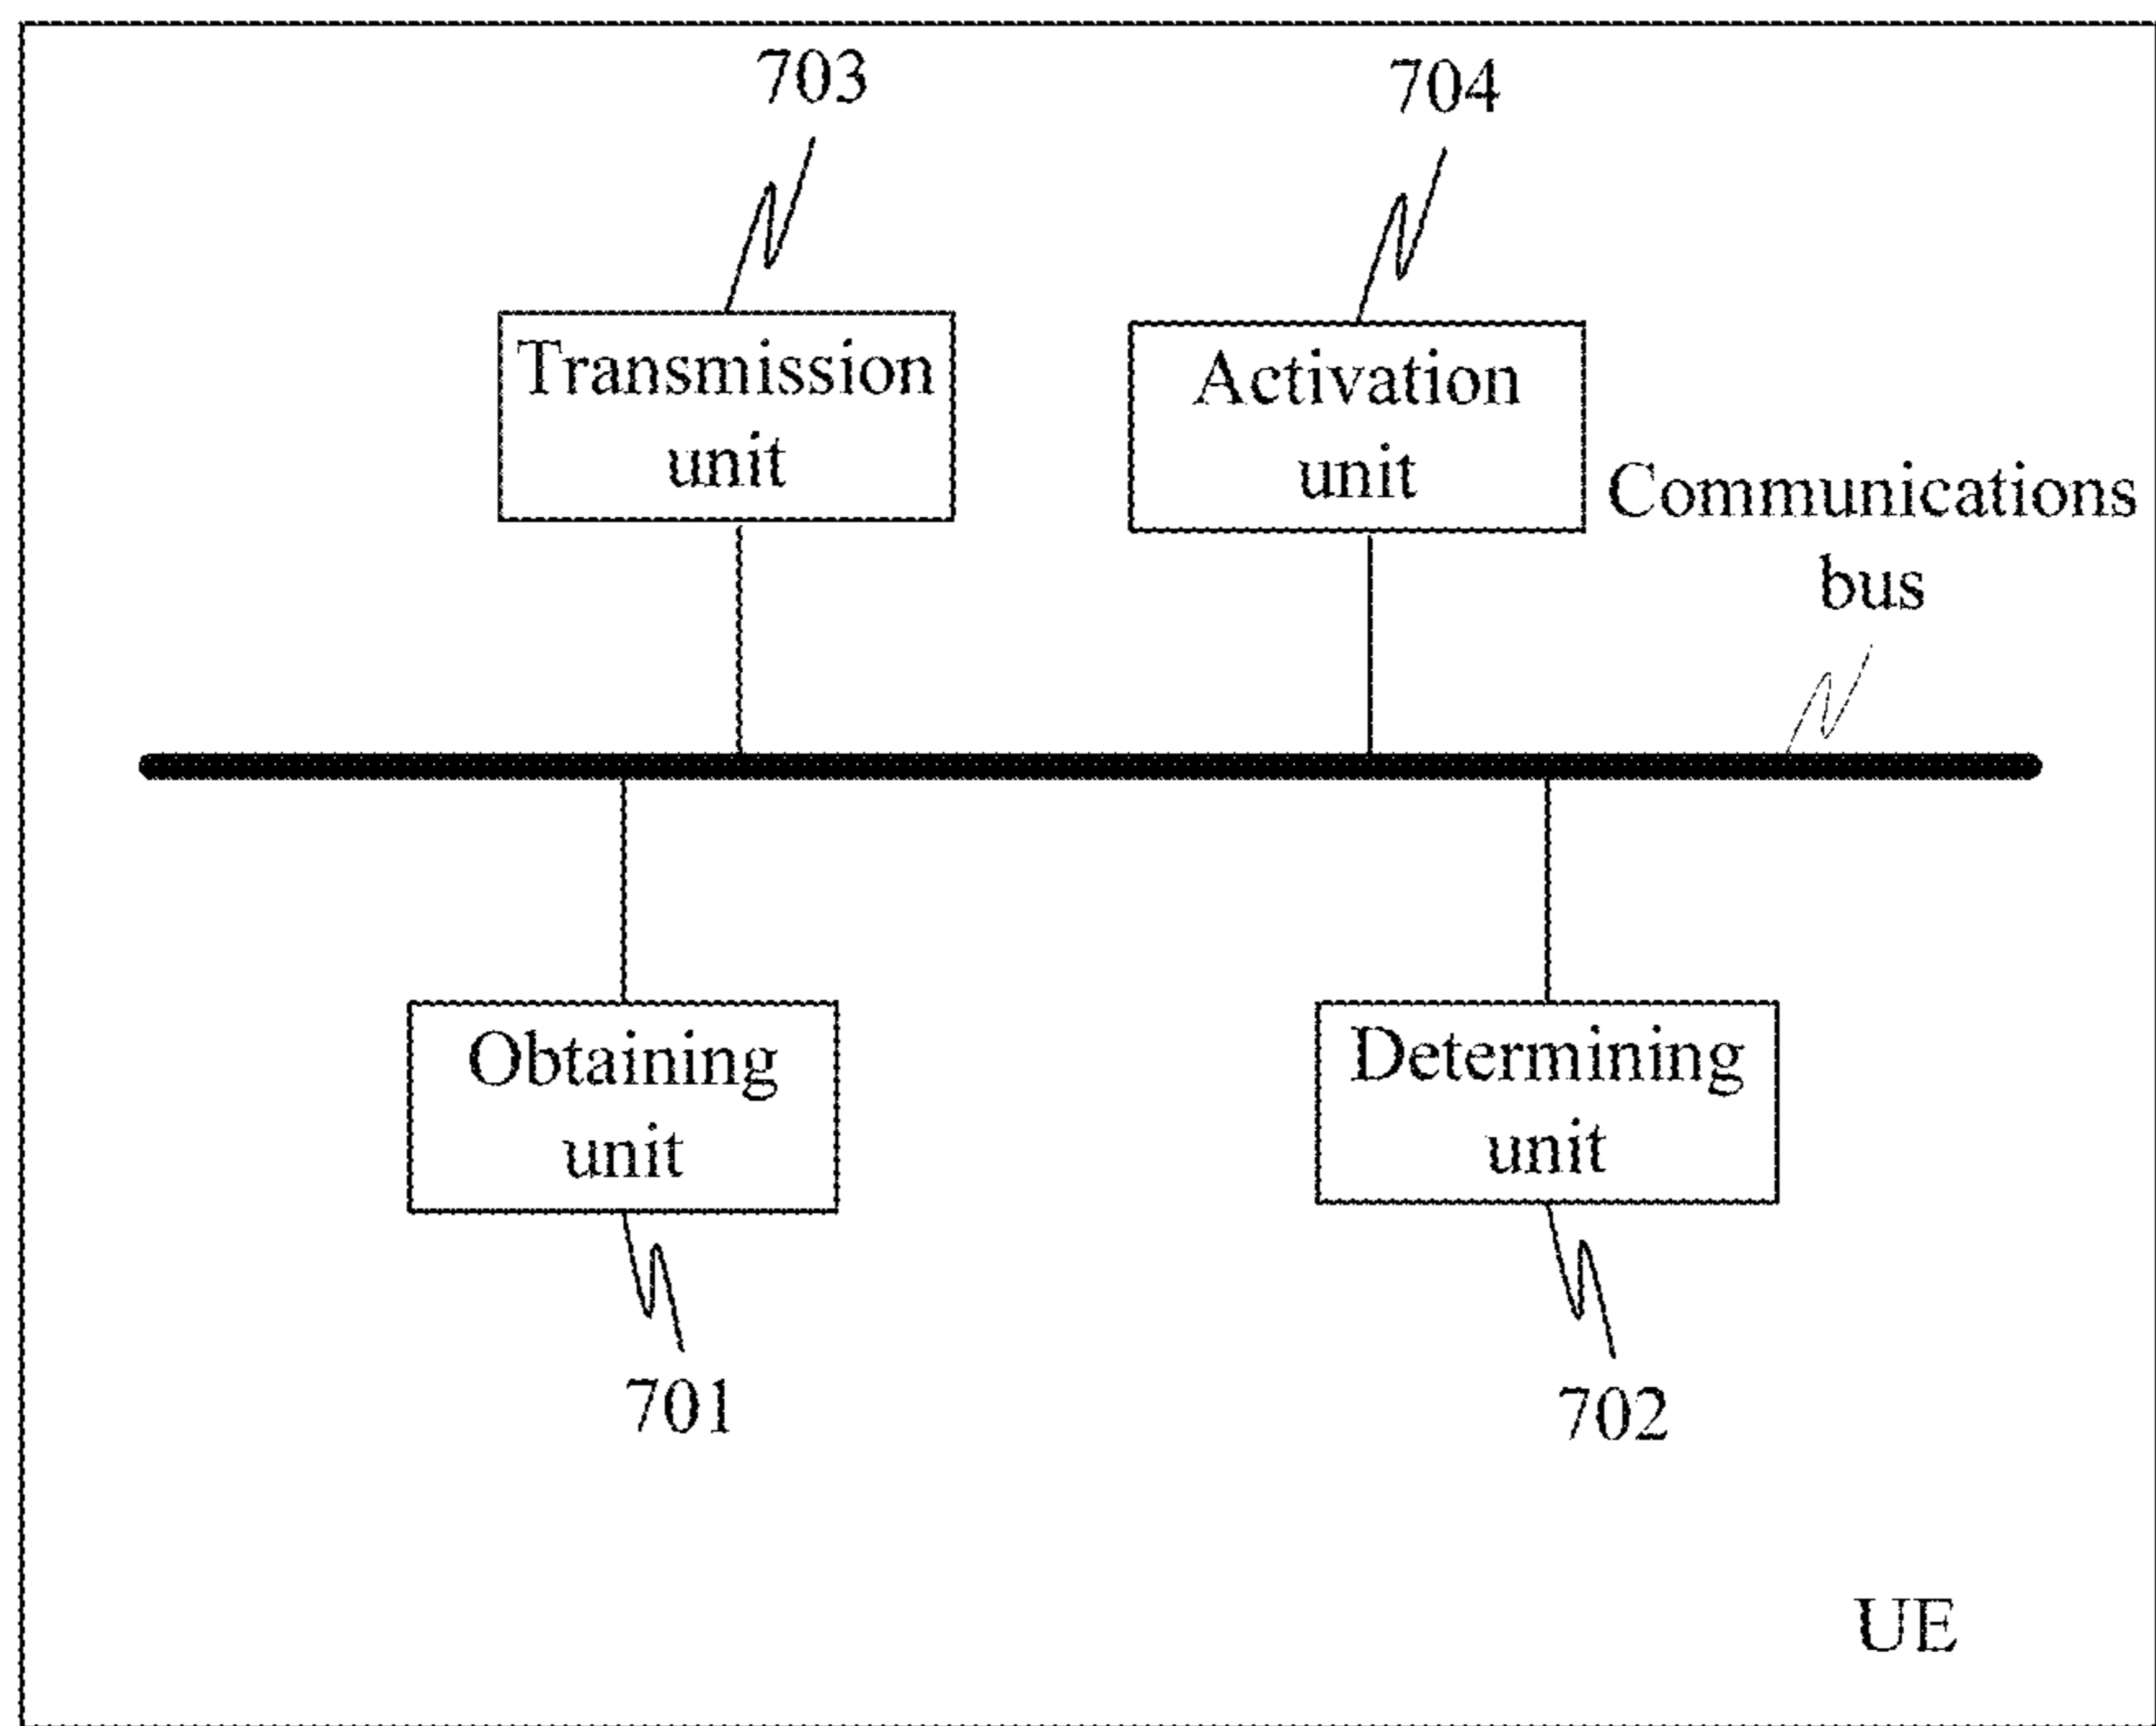 703
704
Transmission
unit
Activation
unit
Communications
bus
Obtaining
unit
Determining
unit
701
702
UE